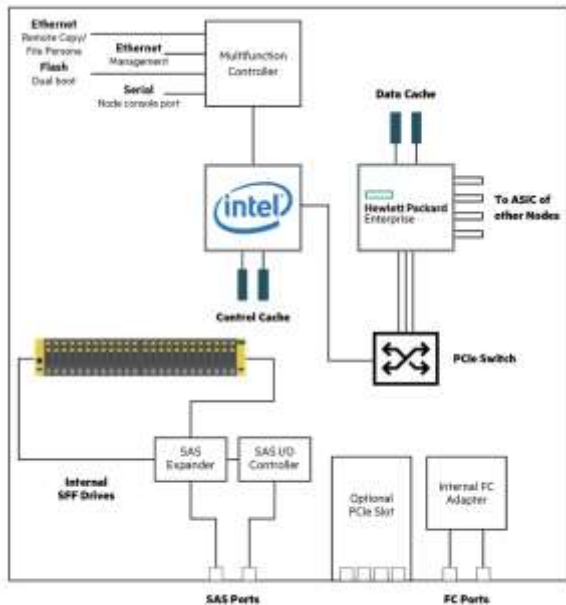 Ethernet
Remote Copy/
File Persona
Flash
Dual boot
Ethernet
Management
Serial
Node console port
Multifunction
Controller
Data Cache
intel
Hewlett Packard
Enterprise
To ASIC of
other Nodes
Control Cache
PCIe Switch
SAS
Expander
SAS I/O
Controller
Internal
SFF Drives
Optional
PCIe Slot
Internal FC
Adapter
SAS Ports
FC Ports